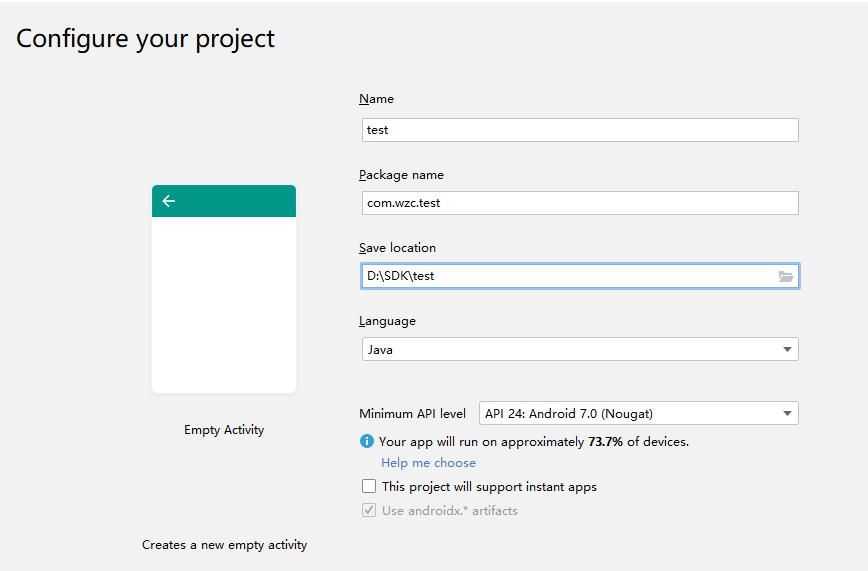 Configure your project
Name
test
Package name
com.wzc.test
Save location
D:\SDK\test
Language
Java
Empty Activity
Minimum API level API 24: Android 7.0 (Nougat)
Your app will run on approximately 73.7% of devices.
Help me choose
This project will support instant apps
Use androidx.* artifacts
Creates a new empty activity